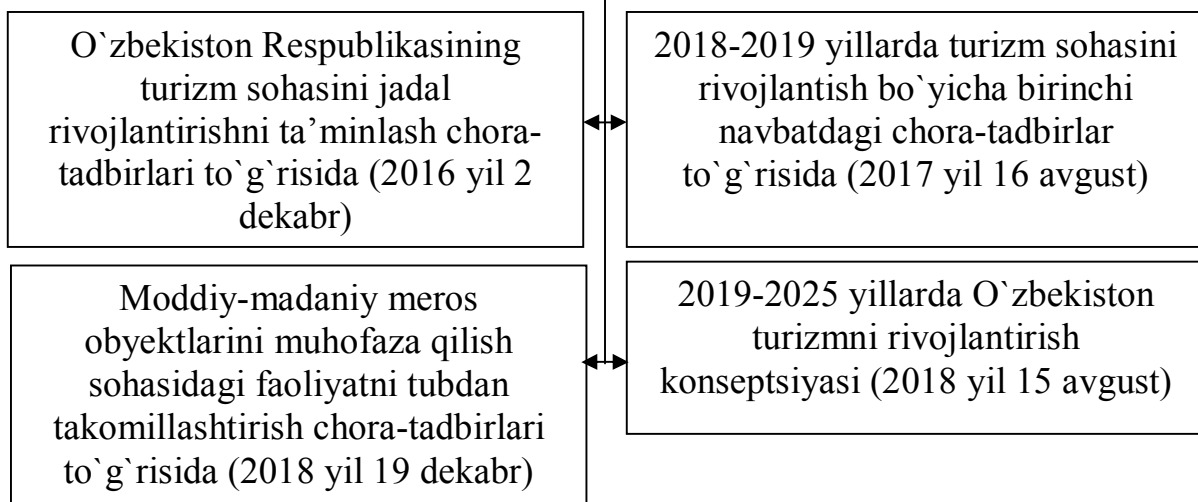 O`zbekiston Respublikasining
turizm sohasini jadal
rivojlantirishni ta’minlash chora-
tadbirlari to`g`risida (2016 yil 2
dekabr)
2018-2019 yillarda turizm sohasini
rivojlantish bo`yicha birinchi
navbatdagi chora-tadbirlar
to`g`risida (2017 yil 16 avgust)
Moddiy-madaniy meros
obyektlarini muhofaza qilish
sohasidagi faoliyatni tubdan
takomillashtirish chora-tadbirlari
to`g`risida (2018 yil 19 dekabr)
2019-2025 yillarda O`zbekiston
turizmni rivojlantirish
konseptsiyasi (2018 yil 15 avgust)